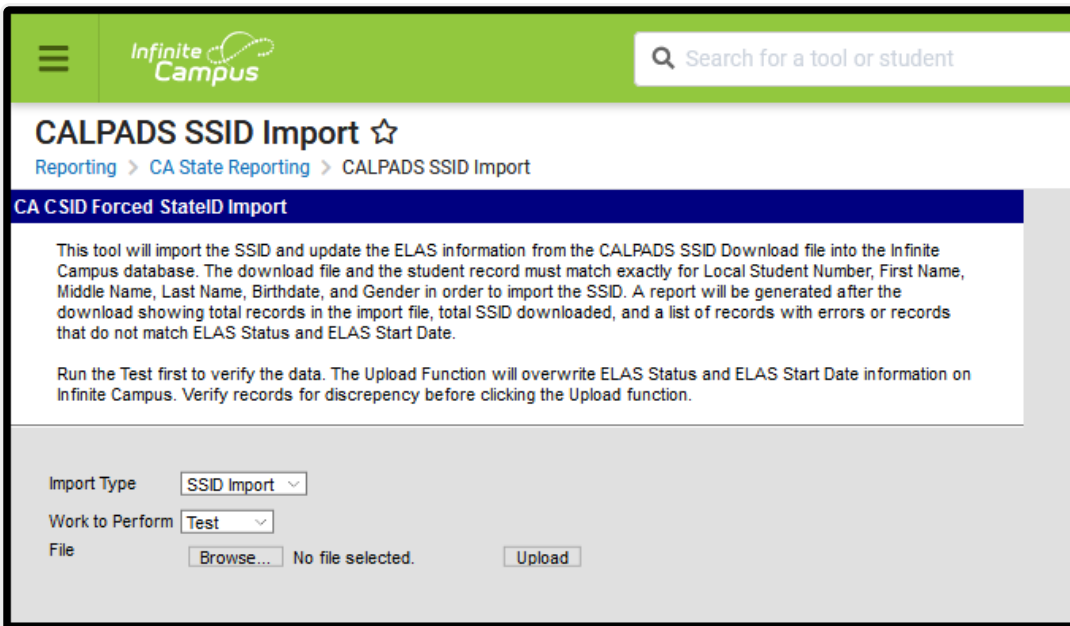 Infinite Campus
Search for a tool or student
CALPADS SSID Import
Reporting > CA State Reporting > CALPADS SSID Import
CA CSID Forced StateID Import
This tool will import the SSID and update the ELAS information from the CALPADS SSID Download file into the Infinite
Campus database. The download file and the student record must match exactly for Local Student Number, First Name,
Middle Name, Last Name, Birthdate, and Gender in order to import the SSID. A report will be generated after the
download showing total records in the import file, total SSID downloaded, and a list of records with errors or records
that do not match ELAS Status and ELAS Start Date.
Run the Test first to verify the data. The Upload Function will overwrite ELAS Status and ELAS Start Date information on
Infinite Campus. Verify records for discrepency before clicking the Upload function.
Import Type SSID Import
Work to Perform Test
File Browse... No file selected. Upload